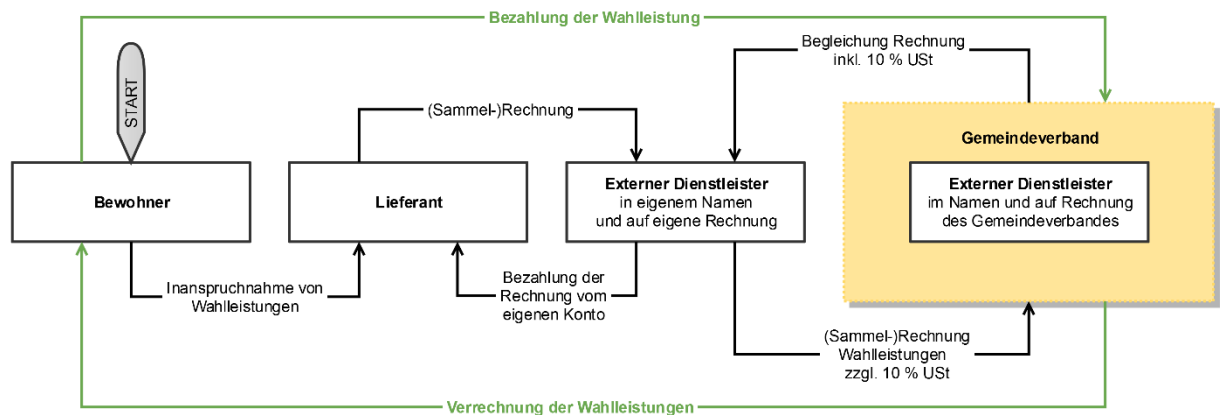 Bezahlung der Wahlleistung
START
Begleichung Rechnung
inkl. 10 % USt
(Sammel-)Rechnung
Gemeindeverband
Bewohner
Lieferant
Externer Dienstleister
in eigenem Namen
und auf eigene Rechnung
Externer Dienstleister
im Namen und auf Rechnung
des Gemeindeverbandes
Inanspruchnahme von
Wahlleistungen
Bezahlung der
Rechnung vom
eigenen Konto
(Sammel-)Rechnung
Wahlleistungen
zzgl. 10 % USt
Verrechnung der Wahlleistungen